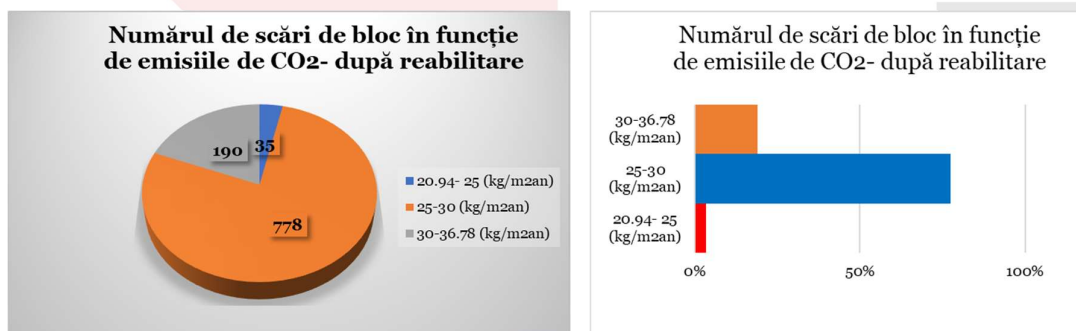 Numărul de scări de bloc în funcție
de emisiile de CO2- după reabilitare
190
35
778
20.94- 25 (kg/m2an)
25-30 (kg/m2an)
30-36.78 (kg/m2an)
Numărul de scări de bloc în funcție
de emisiile de CO2- după reabilitare
30-36.78
(kg/m2an)
25-30
(kg/m2an)
20.94- 25
(kg/m2an)
0%
50%
100%